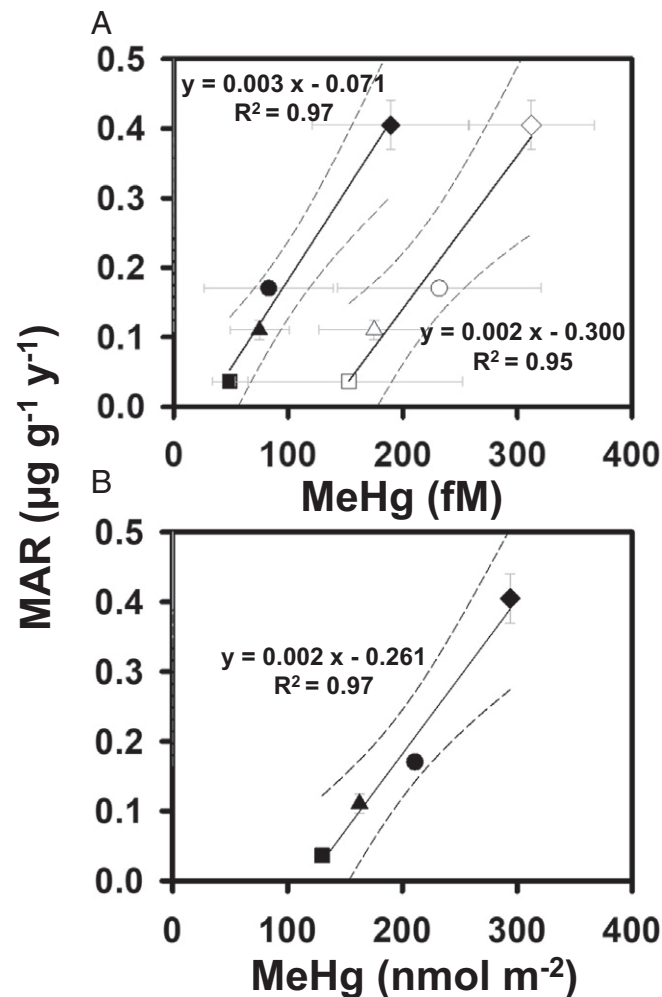 A
0.5
y = 0.003 x - 0.071
R² = 0.97
0.4
0.3
0.2
0.1
y = 0.002 x - 0.300
R² = 0.95
0.0
0 100 200 300 400
MeHg (fM)
MAR (µg g⁻¹ y⁻¹)
B
0.5
0.4
y = 0.002 x - 0.261
R² = 0.97
0.3
0.2
0.1
0.0
0 100 200 300 400
MeHg (nmol m⁻²)